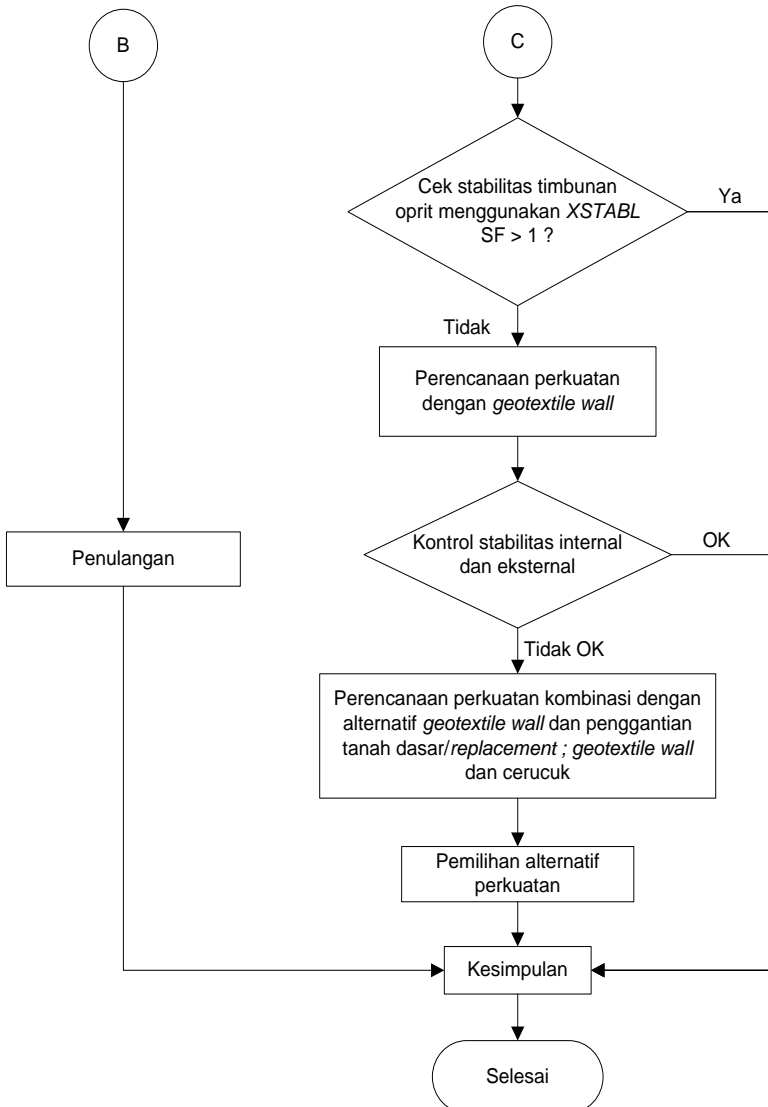 B
C
Cek stabilitas timbunan
oprit menggunakan XSTABL
SF > 1 ?
Ya
Tidak
Perencanaan perkuatan
dengan geotextile wall
Penulangan
Kontrol stabilitas internal
dan eksternal
OK
Tidak OK
Perencanaan perkuatan kombinasi dengan
alternatif geotextile wall dan penggantian
tanah dasar/replacement ; geotextile wall
dan cerucuk
Pemilihan alternatif
perkuatan
Kesimpulan
Selesai